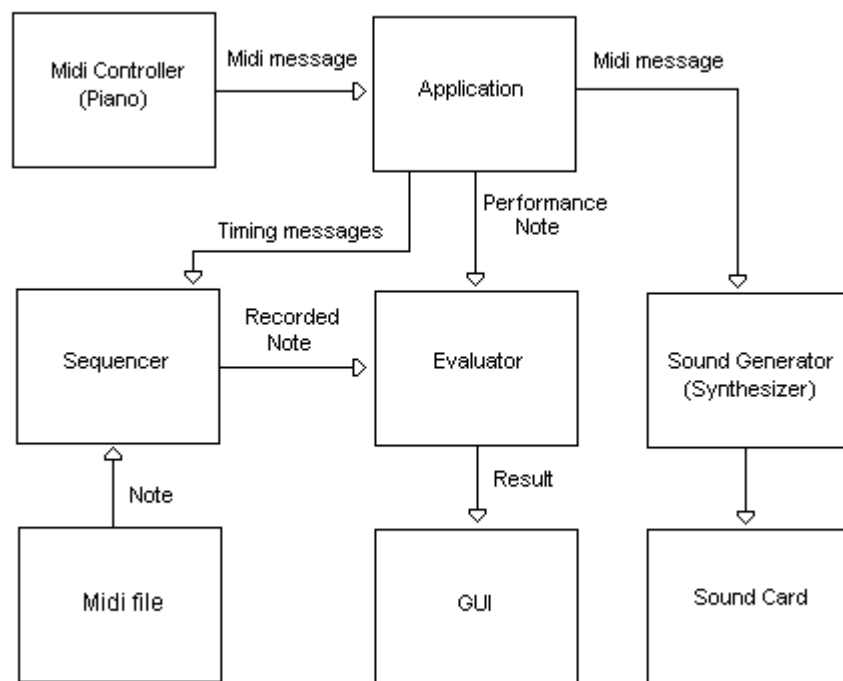 Midi Controller
(Piano)
Midi message
Application
Midi message
Timing messages
Performance
Note
Sequencer
Recorded
Note
Evaluator
Sound Generator
(Synthesizer)
Note
Result
Midi file
GUI
Sound Card